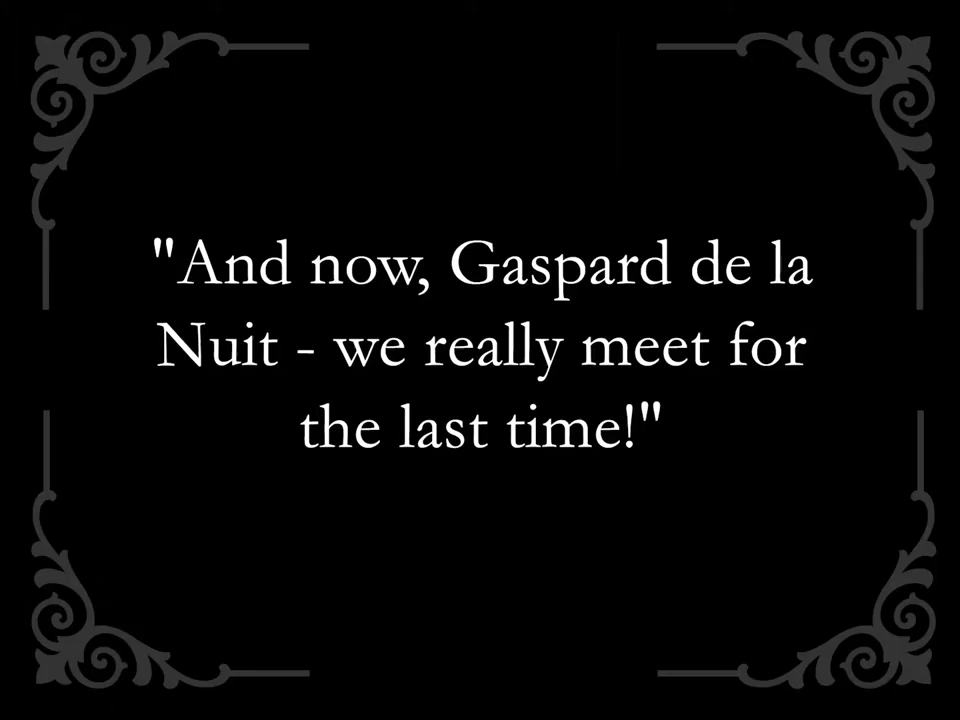 "And now, Gaspard de la
Nuit - we really meet for
the last time!"